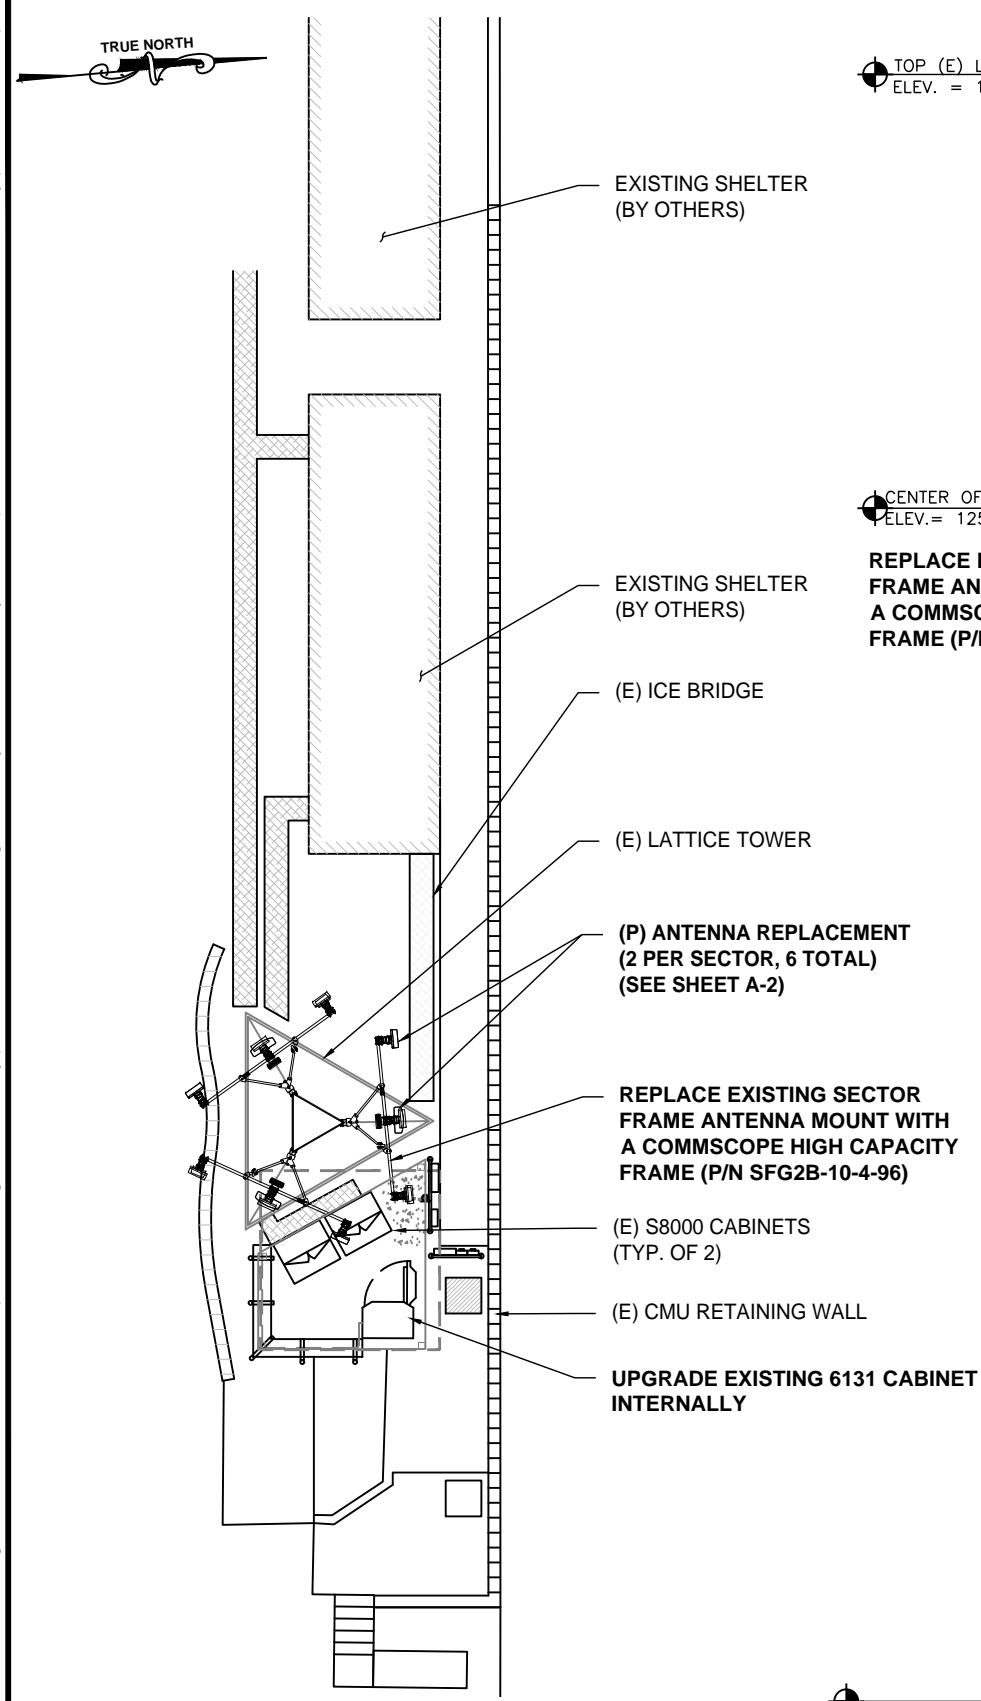 TRUE NORTH
TOP (E) L
ELEV. = 1
EXISTING SHELTER
(BY OTHERS)
CENTER OF
ELEV.= 125
REPLACE
FRAME AN
A COMMSC
FRAME (P/
EXISTING SHELTER
(BY OTHERS)
(E) ICE BRIDGE
(E) LATTICE TOWER
(P) ANTENNA REPLACEMENT
(2 PER SECTOR, 6 TOTAL)
(SEE SHEET A-2)
REPLACE EXISTING SECTOR
FRAME ANTENNA MOUNT WITH
A COMMSCOPE HIGH CAPACITY
FRAME (P/N SFG2B-10-4-96)
(E) S8000 CABINETS
(TYP. OF 2)
(E) CMU RETAINING WALL
UPGRADE EXISTING 6131 CABINET
INTERNALLY